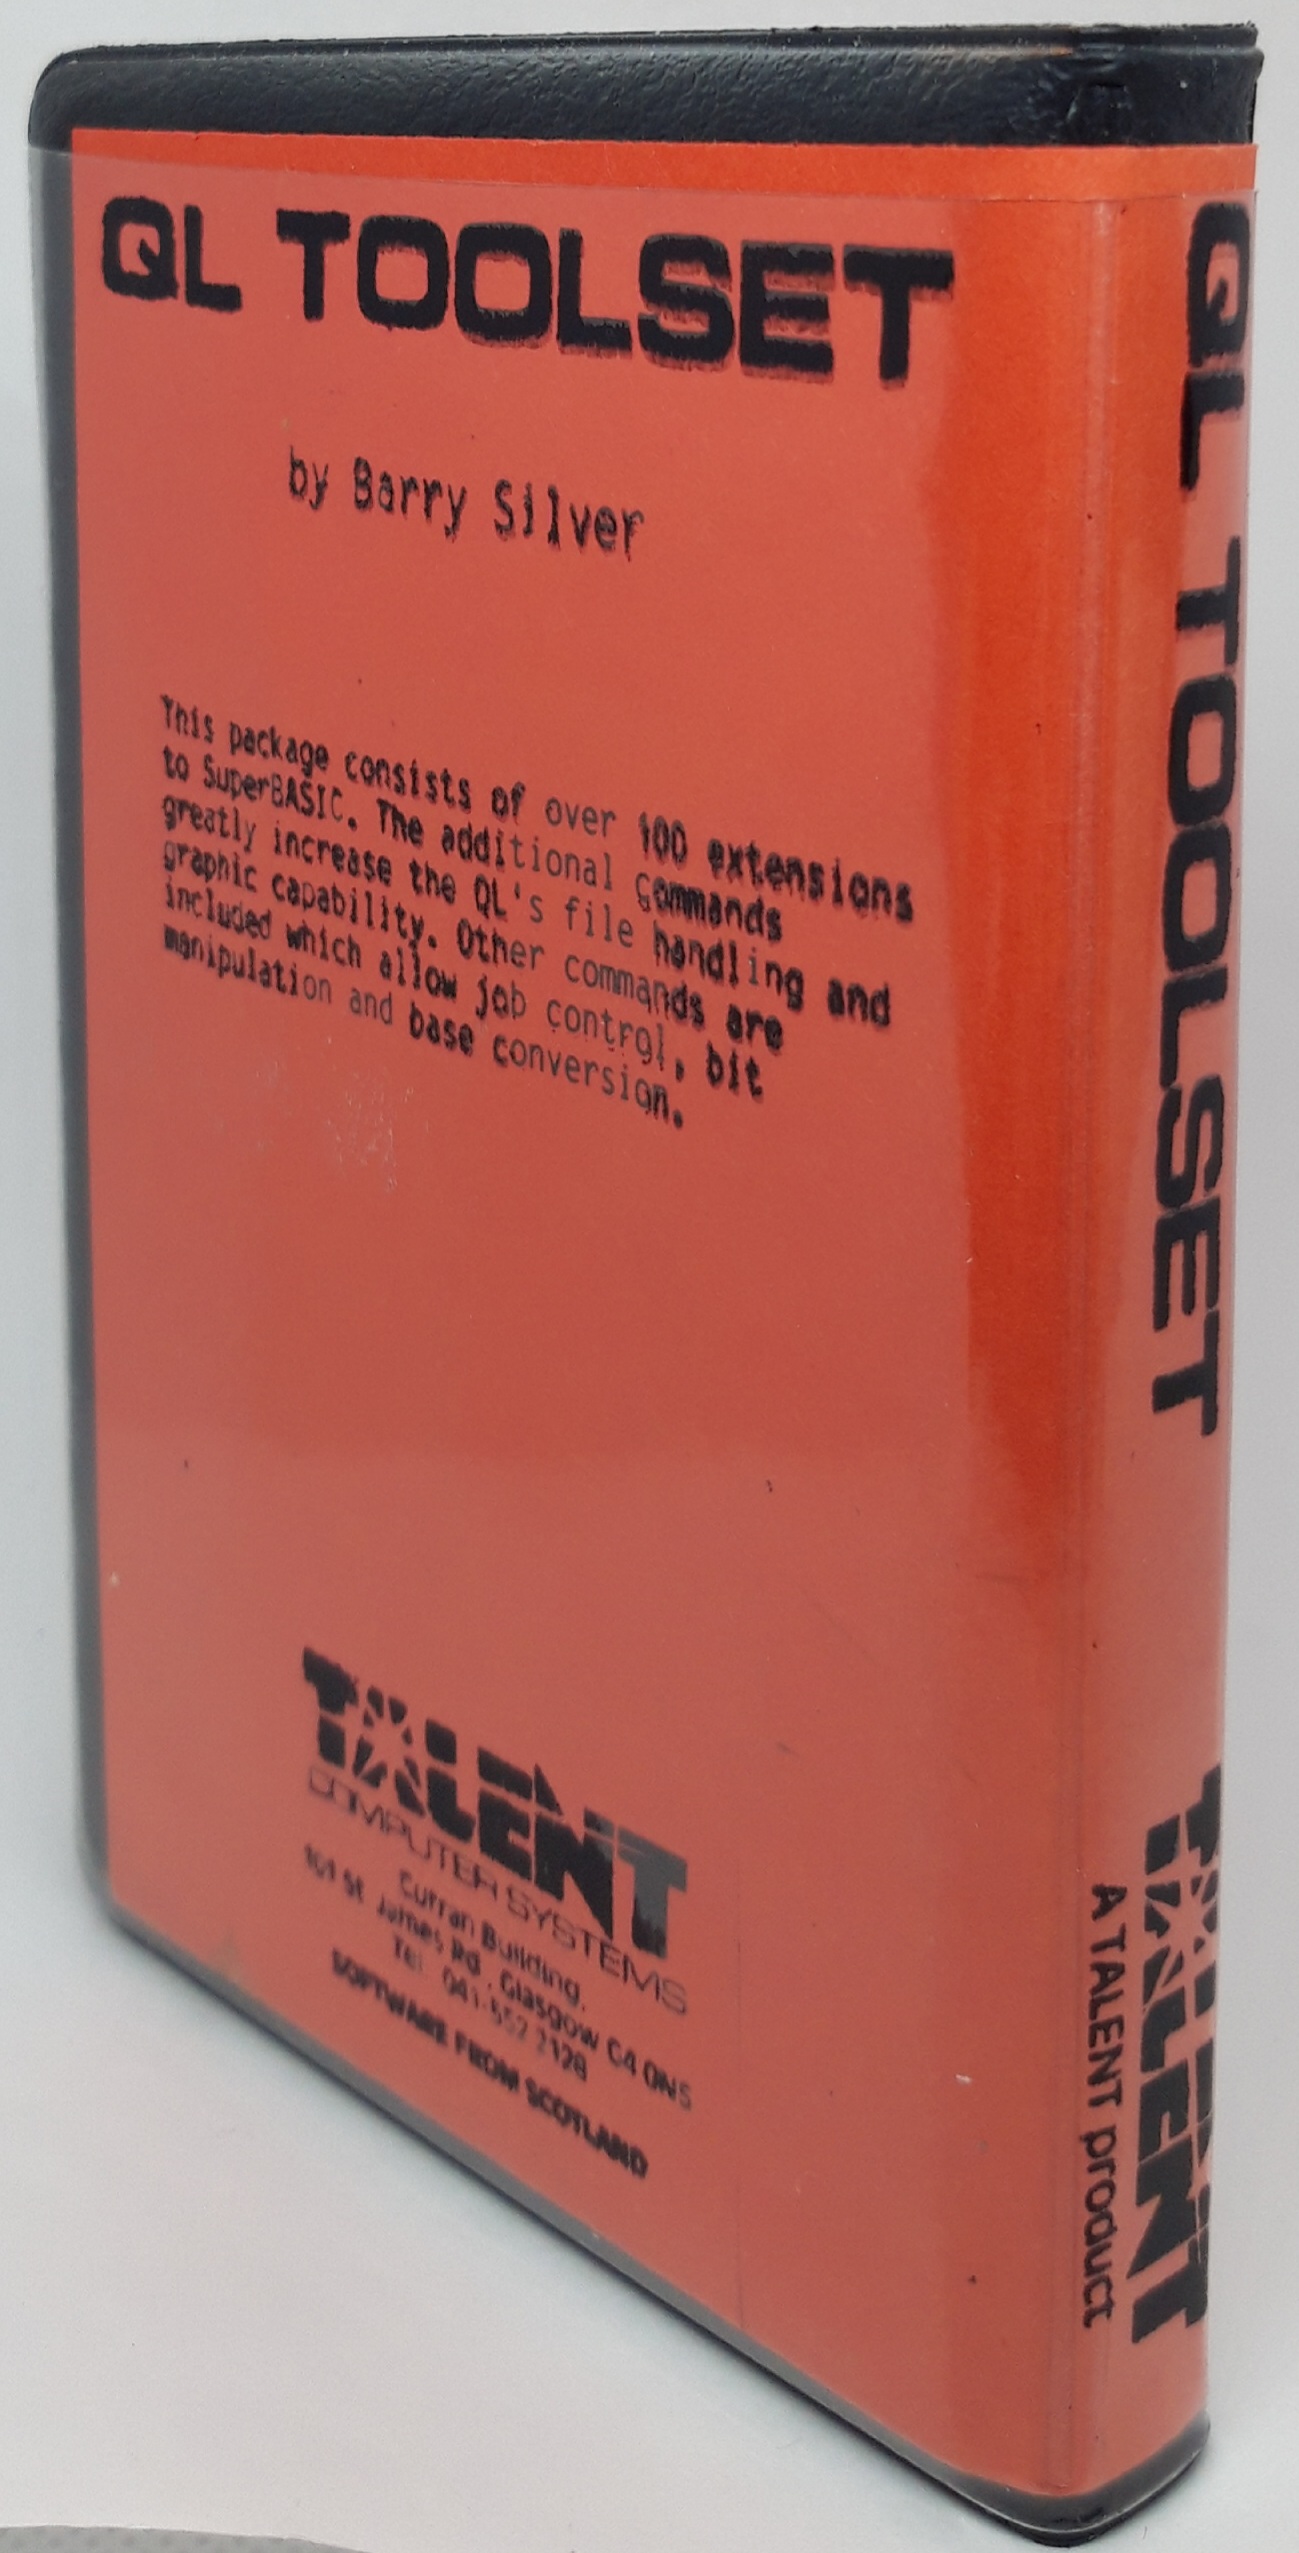 QL TOOLSET
by Barry Silver
This package consists of over 100 extensions
to SuperBASIC. The additional commands
greatly increase the QL's file handling and
graphic capability. Other commands are
included which allow job control, bit
manipulation and base conversion.
TALENT
COMPUTER SYSTEMS
Curran Building,
101 St. James Rd., Glasgow G4 0NS
Tel: 041-552 2128
SOFTWARE FROM SCOTLAND
QL TOOLSET
TALENT
A TALENT product